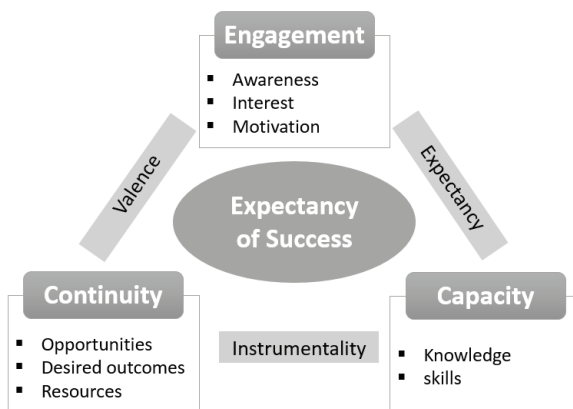 Engagement
Awareness
Interest
Motivation
Valence
Expectancy
Expectancy
of Success
Continuity
Opportunities
Desired outcomes
Resources
Instrumentality
Capacity
Knowledge
skills